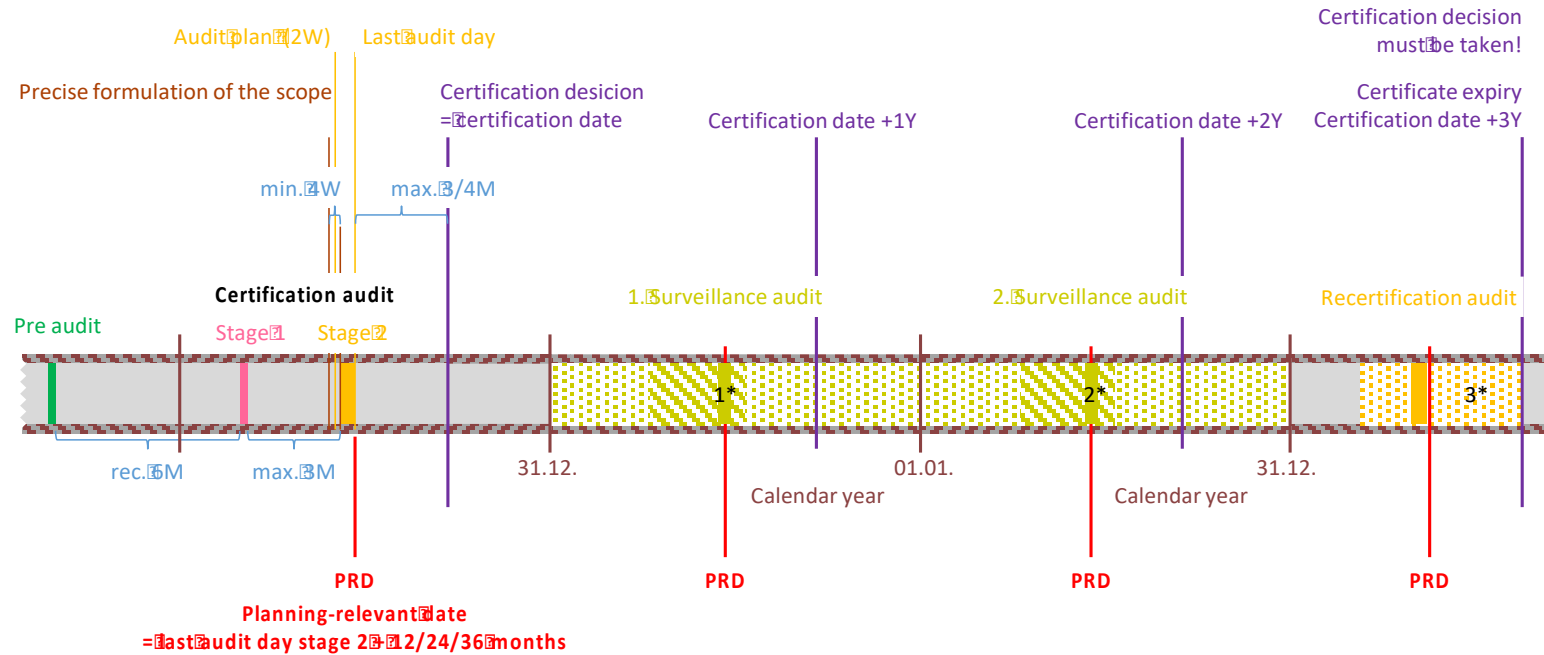 Certification decision
must be taken!
Audit plan (2W)
Last audit day
Precise formulation of the scope
Certification desicion
= certification date
Certification date +1Y
Certification date +2Y
Certificate expiry
Certification date +3Y
min. 4W
max. 3/4M
Certification audit
1. Surveillance audit
2. Surveillance audit
Recertification audit
Pre audit
Stage 1
Stage 2
1*
2*
3*
rec. 6M
max. 3M
31.12.
01.01.
31.12.
Calendar year
Calendar year
PRD
PRD
PRD
PRD
Planning-relevant date
= last audit day stage 2 + 12/24/36 months